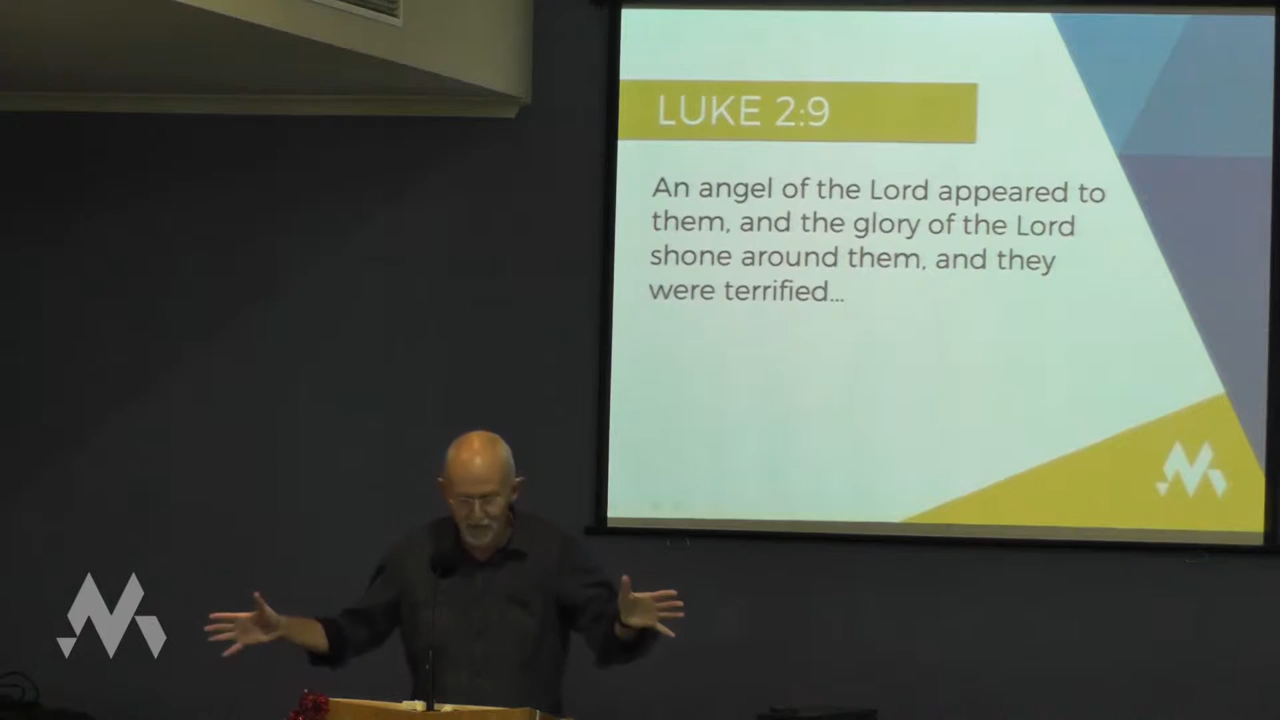 LUKE 2:9
An angel of the Lord appeared to
them, and the glory of the Lord
shone around them, and they
were terrified...